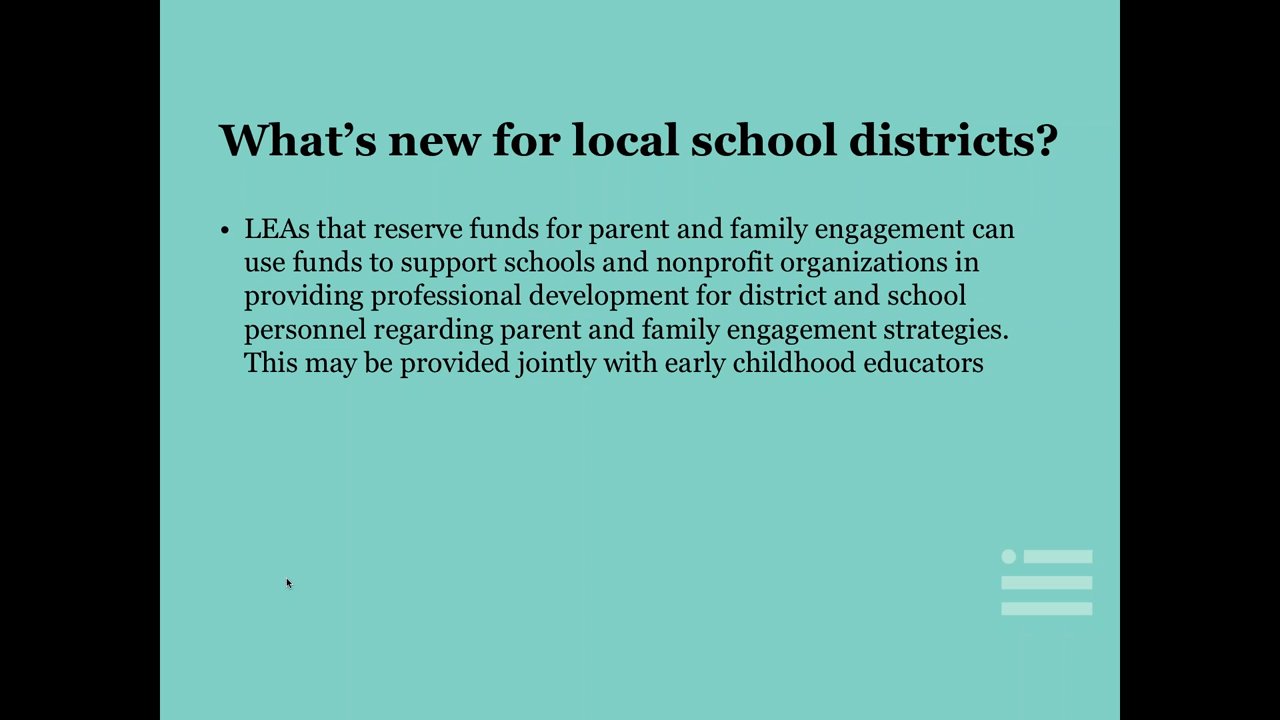 What’s new for local school districts?
• LEAs that reserve funds for parent and family engagement can
use funds to support schools and nonprofit organizations in
providing professional development for district and school
personnel regarding parent and family engagement strategies.
This may be provided jointly with early childhood educators